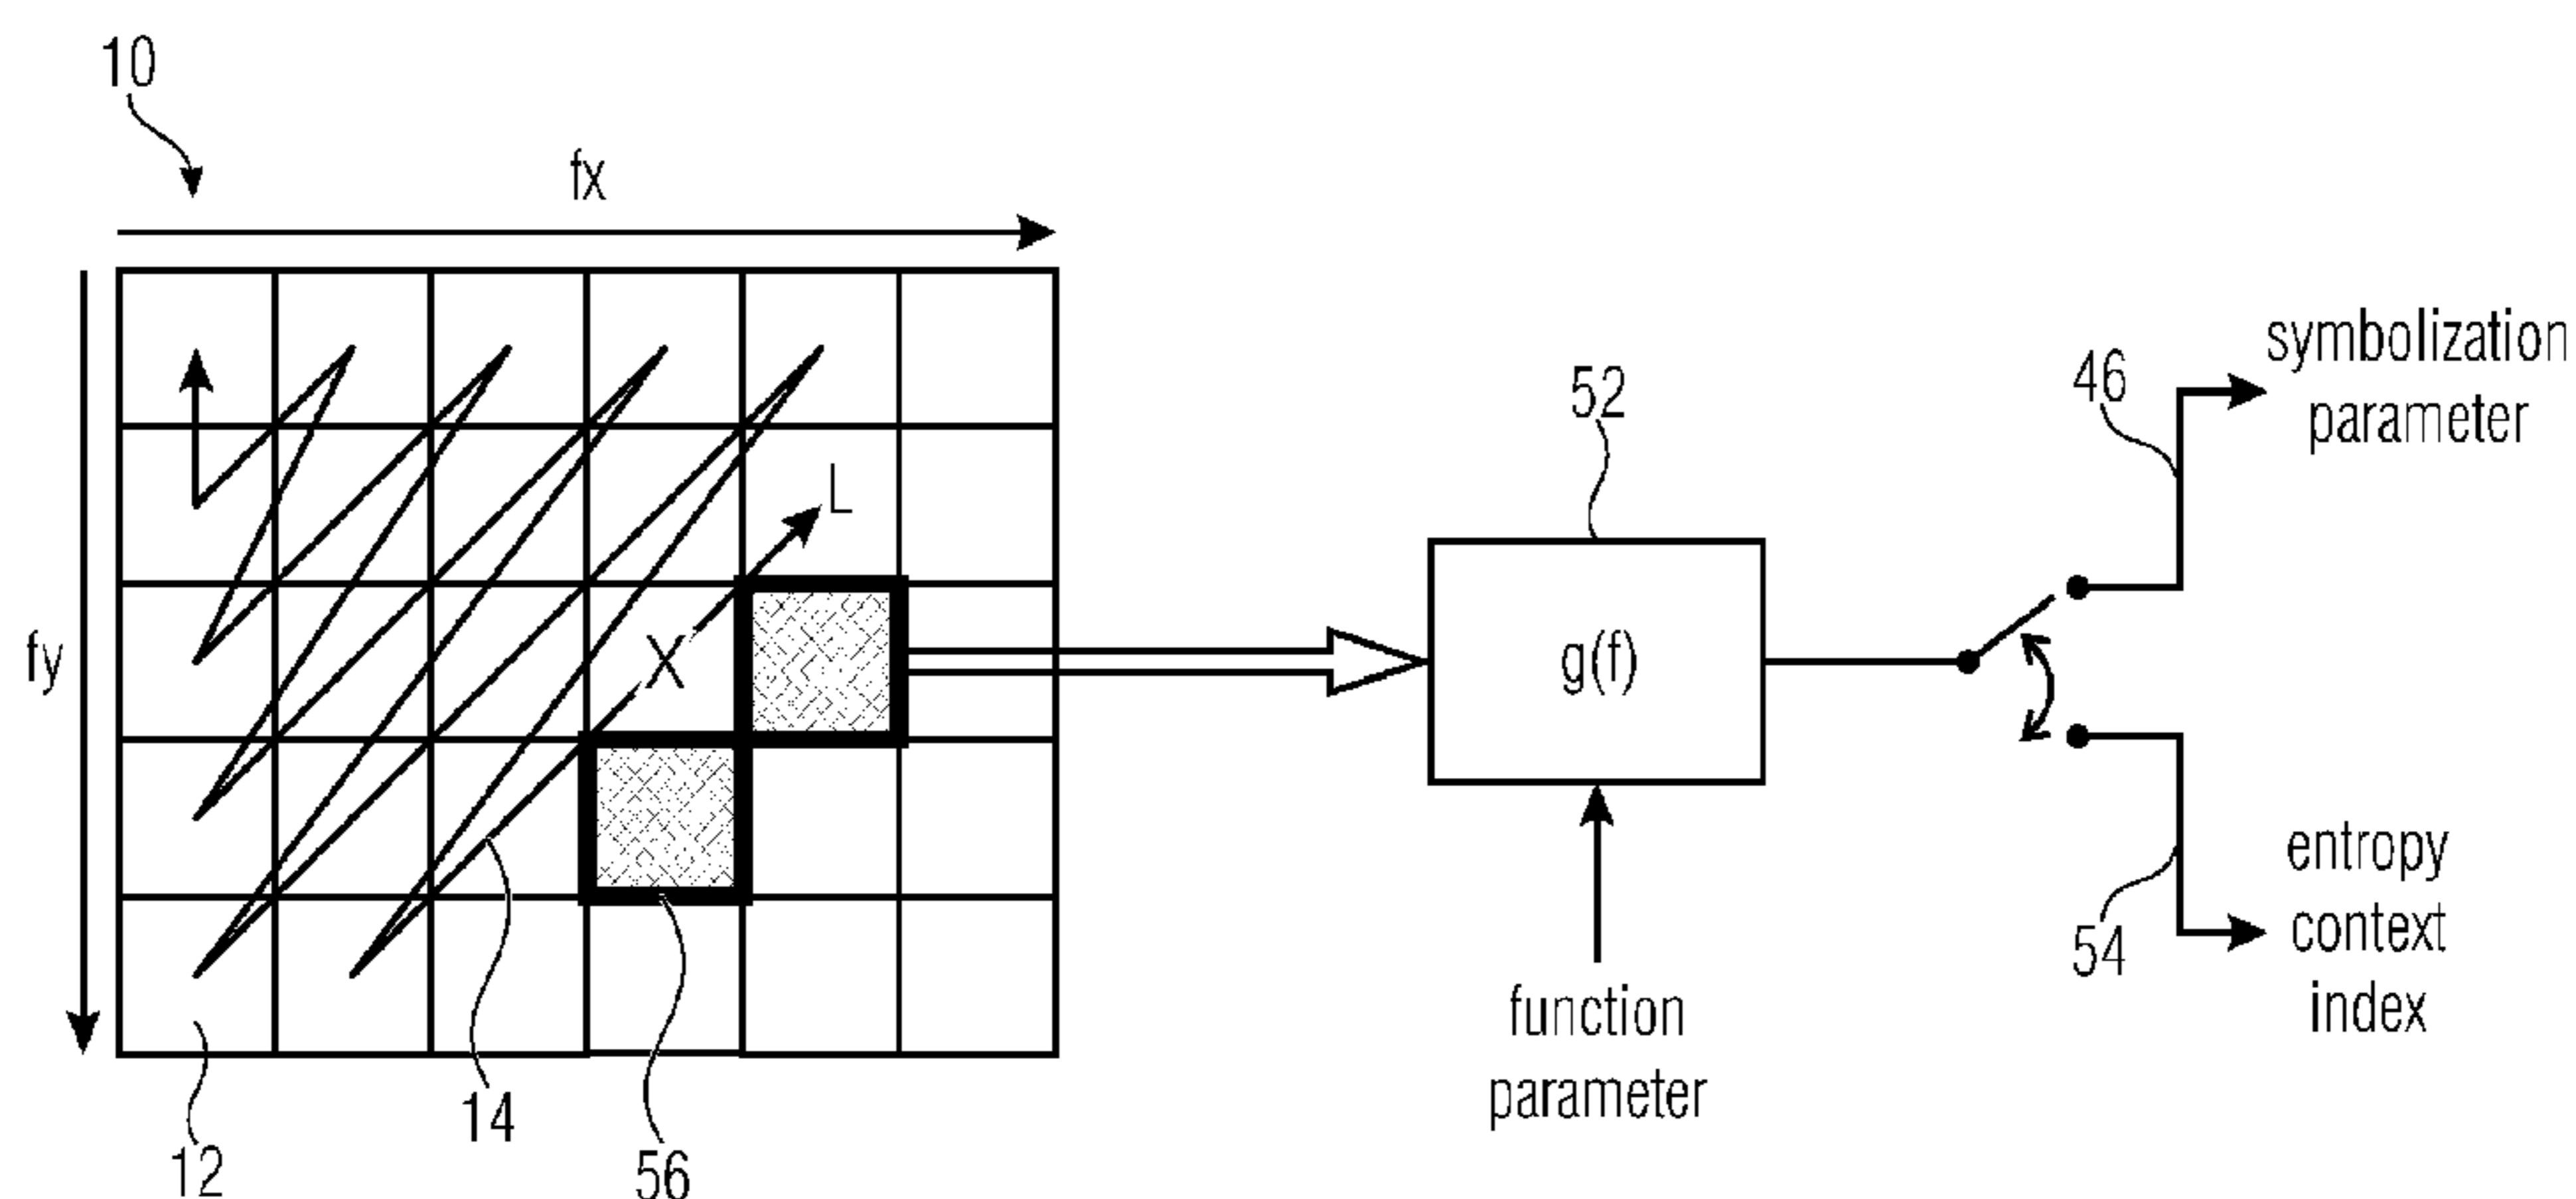 10
fx
fy
L
X
14
12
56
52
g(f)
function
parameter
46
symbolization
parameter
54
entropy
context
index